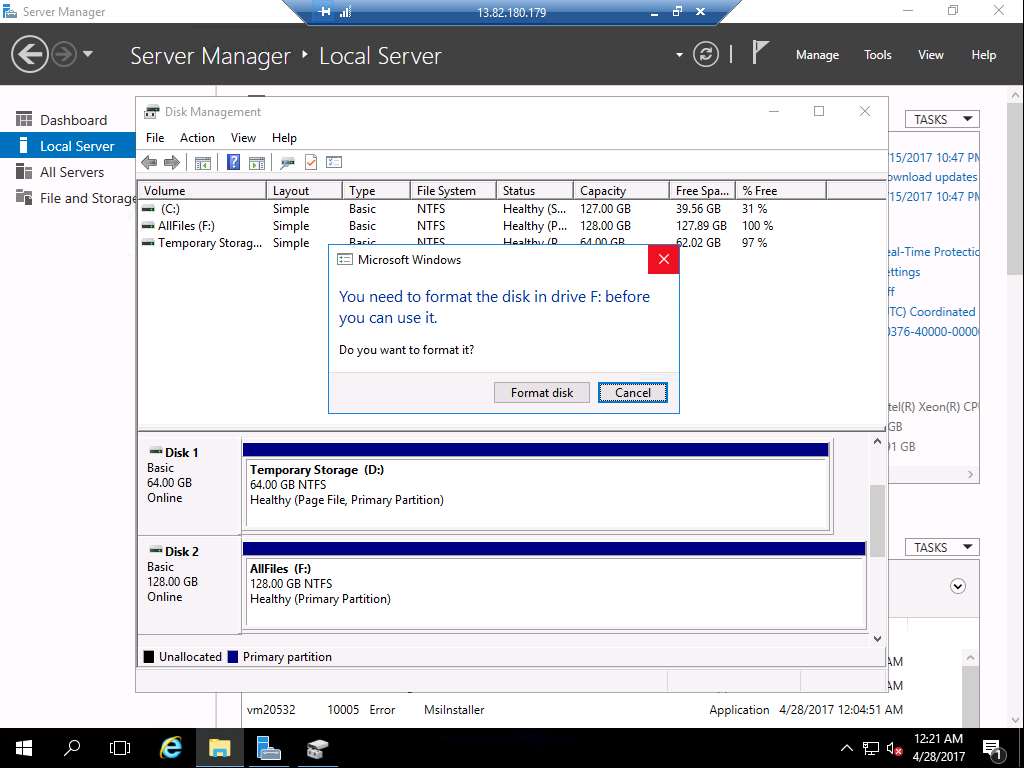 Server Manager
13.82.180.179
Server Manager ‣ Local Server
Manage Tools View Help
Dashboard
Local Server
All Servers
File and Storage
Disk Management
File Action View Help
Volume Layout Type File System Status Capacity Free Spa... % Free
(C:) Simple Basic NTFS Healthy (S... 127.00 GB 39.56 GB 31 %
AllFiles (F:) Simple Basic NTFS Healthy (P... 128.00 GB 127.89 GB 100 %
Temporary Storag... Simple Basic NTFS Healthy (P... 64.00 GB 62.02 GB 97 %
Microsoft Windows
You need to format the disk in drive F: before
you can use it.
Do you want to format it?
Format disk Cancel
Disk 1
Basic
64.00 GB
Online
Temporary Storage (D:)
64.00 GB NTFS
Healthy (Page File, Primary Partition)
Disk 2
Basic
128.00 GB
Online
AllFiles (F:)
128.00 GB NTFS
Healthy (Primary Partition)
Unallocated Primary partition
TASKS
/15/2017 10:47 PM
ownload updates
/15/2017 10:47 PM
eal-Time Protectio
ettings
ff
TC) Coordinated
0376-40000-0000
tel(R) Xeon(R) CP
GB
91 GB
TASKS
AM
AM
vm20532 10005 Error MsiInstaller Application 4/28/2017 12:04:51 AM
12:21 AM
4/28/2017
1